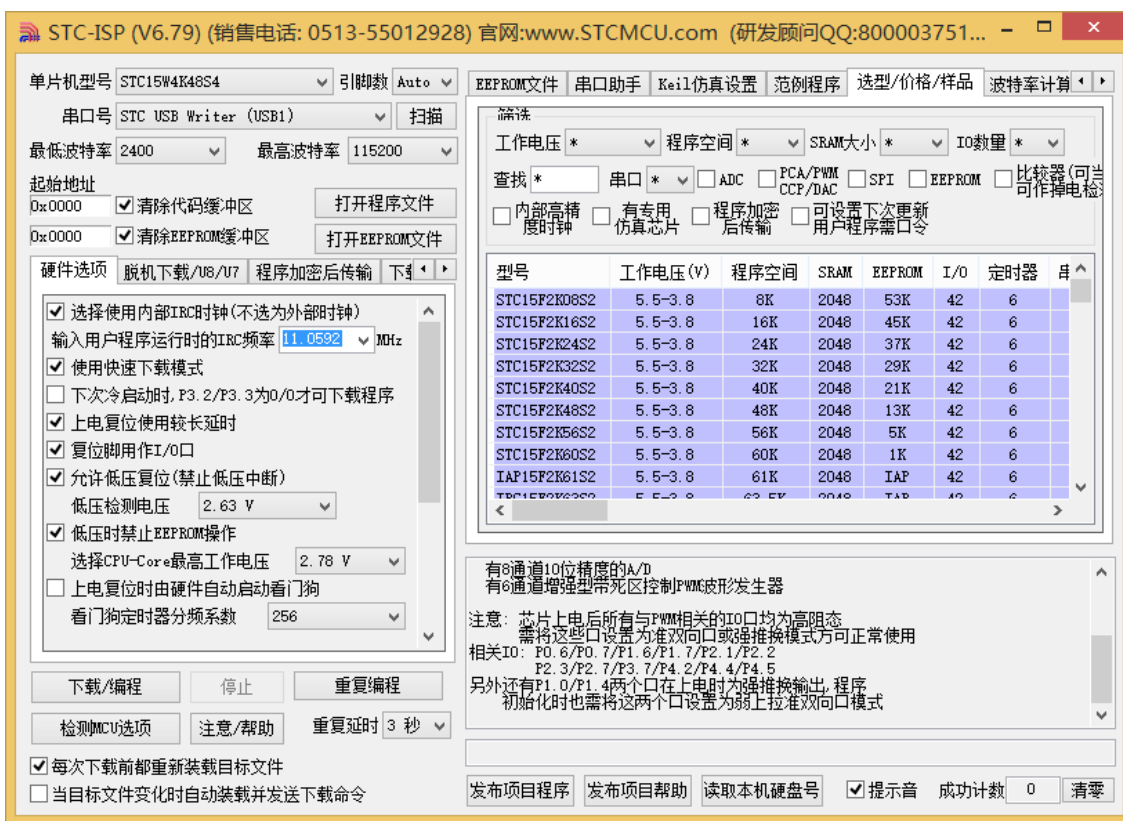 STC-ISP (V6.79) (销售电话: 0513-55012928) 官网:www.STCMCU.com (研发顾问QQ:800003751...
单片机型号 STC15W4K48S4 引脚数 Auto
串口号 STC USB Writer (USB1) 扫描
最低波特率 2400 最高波特率 115200
起始地址
0x0000 清除代码缓冲区 打开程序文件
0x0000 清除EEPROM缓冲区 打开EEPROM文件
硬件选项 脱机下载/U8/U7 程序加密后传输
选择使用内部IRC时钟(不选为外部时钟)
输入用户程序运行时的IRC频率 11.0592 MHz
使用快速下载模式
下次冷启动时,P3.2/P3.3为0/0才可下载程序
上电复位使用较长延时
复位脚用作I/O口
允许低压复位(禁止低压中断)
低压检测电压 2.63 V
低压时禁止EEPROM操作
选择CPU-Core最高工作电压 2.78 V
上电复位时由硬件自动启动看门狗
看门狗定时器分频系数 256
下载/编程 停止 重复编程
检测MCU选项 注意/帮助 重复延时 3 秒
每次下载前都重新装载目标文件
当目标文件变化时自动装载并发送下载命令
EEPROM文件 串口助手 Keil仿真设置 范例程序 选型/价格/样品 波特率计算
筛选
工作电压 * 程序空间 * SRAM大小 * IO数量 *
查找 * 串口 * ADC PCA/PWM CCP/DAC SPI EEPROM 比较器(可当 可作掉电检
内部高精度时钟 有专用仿真芯片 程序加密后传输 可设置下次更新用户程序需口令
型号 工作电压(V) 程序空间 SRAM EEPROM I/O 定时器
STC15F2K08S2 5.5-3.8 8K 2048 53K 42 6
STC15F2K16S2 5.5-3.8 16K 2048 45K 42 6
STC15F2K24S2 5.5-3.8 24K 2048 37K 42 6
STC15F2K32S2 5.5-3.8 32K 2048 29K 42 6
STC15F2K40S2 5.5-3.8 40K 2048 21K 42 6
STC15F2K48S2 5.5-3.8 48K 2048 13K 42 6
STC15F2K56S2 5.5-3.8 56K 2048 5K 42 6
STC15F2K60S2 5.5-3.8 60K 2048 1K 42 6
IAP15F2K61S2 5.5-3.8 61K 2048 IAP 42 6
有8通道10位精度的A/D
有6通道增强型带死区控制PWM波形发生器
注意: 芯片上电后所有与PWM相关的IO口均为高阻态
需将这些口设置为准双向口或强推挽模式方可正常使用
相关IO: P0.6/P0.7/P1.6/P1.7/P2.1/P2.2
P2.3/P2.7/P3.7/P4.2/P4.4/P4.5
另外还有P1.0/P1.4两个口在上电时为强推挽输出,程序
初始化时也需将这两个口设置为弱上拉准双向口模式
发布项目程序 发布项目帮助 读取本机硬盘号 提示音 成功计数 0 清零